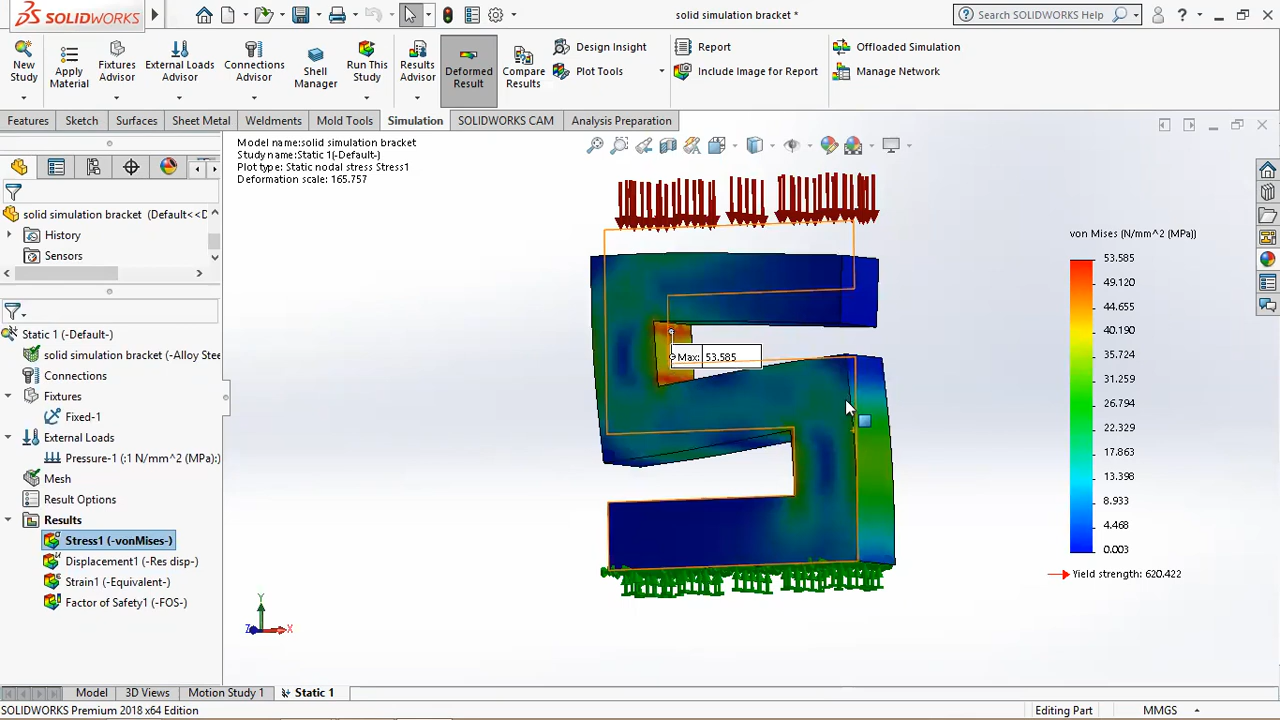 SOLIDWORKS
solid simulation bracket *
Search SOLIDWORKS Help
New Study
Apply Material
Fixtures Advisor
External Loads Advisor
Connections Advisor
Shell Manager
Run This Study
Results Advisor
Deformed Result
Compare Results
Design Insight
Plot Tools
Report
Include Image for Report
Offloaded Simulation
Manage Network
Features
Sketch
Surfaces
Sheet Metal
Weldments
Mold Tools
Simulation
SOLIDWORKS CAM
Analysis Preparation
Model name:solid simulation bracket
Study name:Static 1(-Default-)
Plot type: Static nodal stress Stress1
Deformation scale: 165.757
solid simulation bracket (Default<<D
History
Sensors
Static 1 (-Default-)
solid simulation bracket (-Alloy Stee
Connections
Fixtures
Fixed-1
External Loads
Pressure-1 (:1 N/mm^2 (MPa):)
Mesh
Result Options
Results
Stress1 (-vonMises-)
Displacement1 (-Res disp-)
Strain1 (-Equivalent-)
Factor of Safety1 (-FOS-)
Max: 53.585
von Mises (N/mm^2 (MPa))
53.585
49.120
44.655
40.190
35.724
31.259
26.794
22.329
17.863
13.398
8.933
4.468
0.003
Yield strength: 620.422
Y
Z
X
Model
3D Views
Motion Study 1
Static 1
SOLIDWORKS Premium 2018 x64 Edition
Editing Part
MMGS